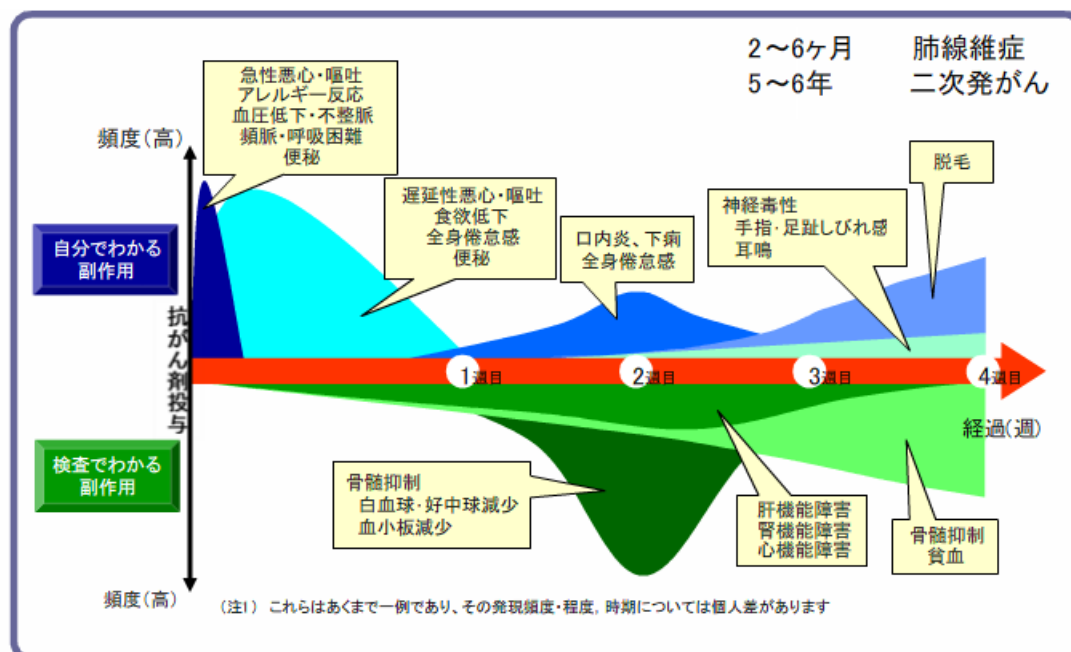 2～6ヶ月　　肺線維症
5～6年　　二次発がん
急性悪心・嘔吐
アレルギー反応
血圧低下・不整脈
頻脈・呼吸困難
便秘
頻度(高)
脱毛
遅延性悪心・嘔吐
食欲低下
全身倦怠感
便秘
神経毒性
手指・足趾しびれ感
耳鳴
口内炎、下痢
全身倦怠感
自分でわかる
副作用
抗がん剤投与
1週目
2週目
3週目
4週目
経過(週)
検査でわかる
副作用
骨髄抑制
白血球・好中球減少
血小板減少
肝機能障害
腎機能障害
心機能障害
骨髄抑制
貧血
頻度(高)
(注1)　これらはあくまで一例であり、その発現頻度・程度, 時期については個人差があります